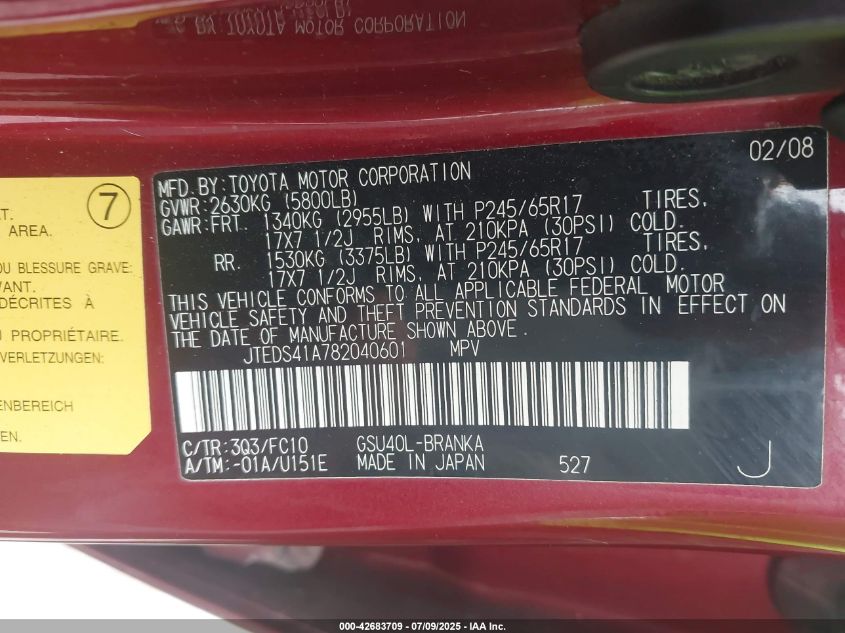 MFD BY: TOYOTA MOTOR CORPORATION
7
T.
AREA.
OU BLESSURE GRAVE:
VANT.
DÉCRITES À
U PROPRIÉTAIRE.
VERLETZUNGEN.
ENBEREICH
EN.
02/08
MFD.BY:TOYOTA MOTOR CORPORATION
GVWR:2630KG (5800LB)
GAWR:FRT. 1340KG (2955LB) WITH P245/65R17 TIRES,
17X7 1/2J RIMS, AT 210KPA (30PSI) COLD.
RR. 1530KG (3375LB) WITH P245/65R17 TIRES,
17X7 1/2J RIMS, AT 210KPA (30PSI) COLD.
THIS VEHICLE CONFORMS TO ALL APPLICABLE FEDERAL MOTOR
VEHICLE SAFETY AND THEFT PREVENTION STANDARDS IN EFFECT ON
THE DATE OF MANUFACTURE SHOWN ABOVE.
JTEDS41A782040601 MPV
C/TR:3Q3/FC10 GSU40L-BRANKA
A/TM:-01A/U151E MADE IN JAPAN 527 J
000-42683709 - 07/09/2025 - IAA Inc.